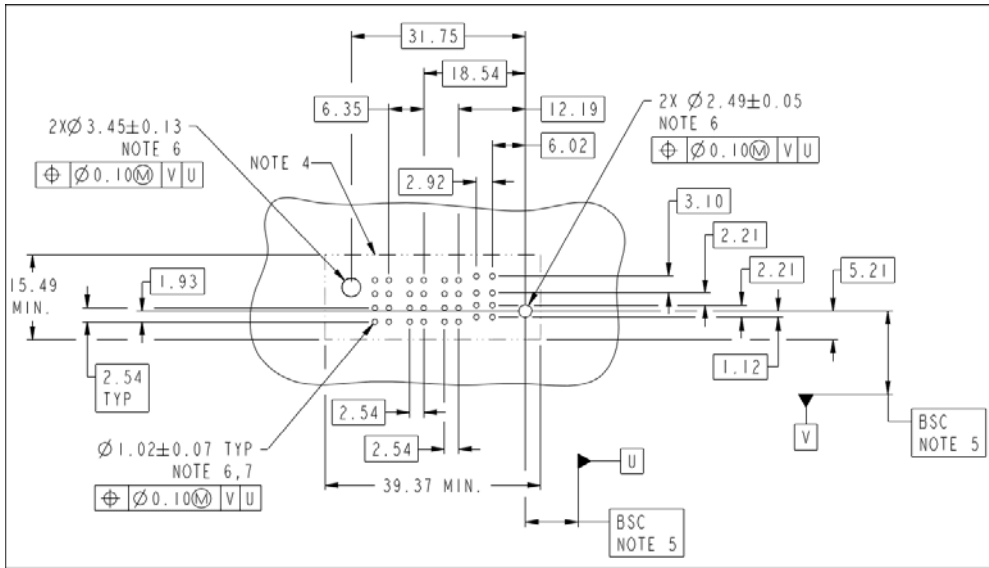 31.75
18.54
6.35
12.19
2X Ø 2.49±0.05
NOTE 6
⌖ Ø0.10Ⓜ V U
2XØ3.45±0.13
NOTE 6
⌖ Ø0.10Ⓜ V U
NOTE 4
6.02
2.92
3.10
2.21
2.21
5.21
15.49
MIN.
1.93
1.12
2.54
TYP
2.54
2.54
V
BSC
NOTE 5
Ø1.02±0.07 TYP
NOTE 6,7
⌖ Ø0.10Ⓜ V U
U
39.37 MIN.
BSC
NOTE 5